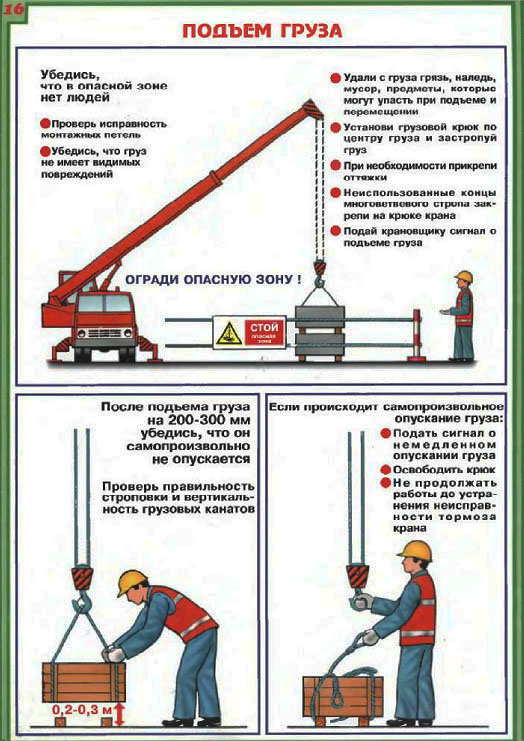 16
ПОДЪЕМ ГРУЗА
Убедись,
что в опасной зоне
нет людей
Проверь исправность
монтажных петель
Убедись, что груз
не имеет видимых
повреждений
Удали с груза грязь, наледь,
мусор, предметы, которые
могут упасть при подъеме и
перемещении
Установи грузовой крюк по
центру груза и застропуй
груз
При необходимости прикрепи
оттяжки
Неиспользованные концы
многоветвевого стропа зак-
репи на крюке крана
Подай крановщику сигнал о
подъеме груза
ОГРАДИ ОПАСНУЮ ЗОНУ !
СТОЙ
опасная
зона
После подъема груза
на 200-300 мм
убедись, что он
самопроизвольно
не опускается
Проверь правильность
строповки и вертикаль-
ность грузовых канатов
0,2-0,3 м
Если происходит самопроизвольное
опускание груза:
Подать сигнал о
немедленном
опускании груза
Освободить крюк
Не продолжать
работы до устра-
нения неисправ-
ности тормоза
крана